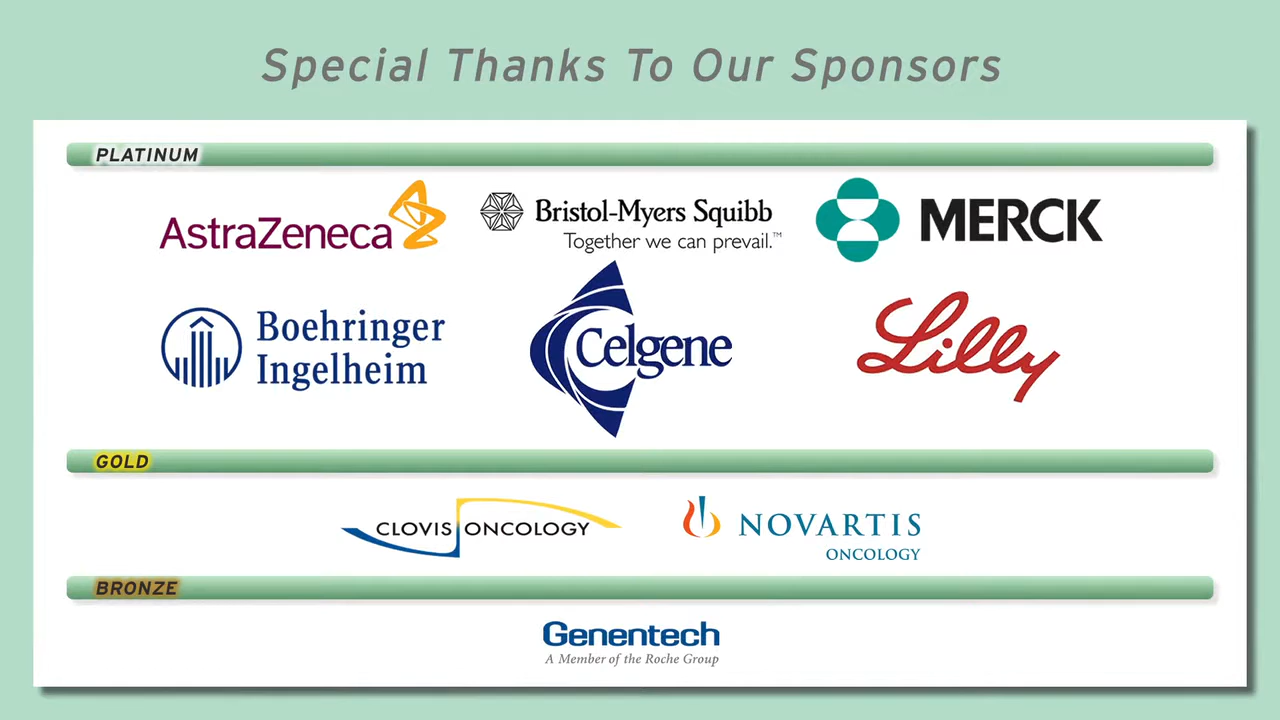 Special Thanks To Our Sponsors
PLATINUM
AstraZeneca
Bristol-Myers Squibb
Together we can prevail.™
MERCK
Boehringer
Ingelheim
Celgene
Lilly
GOLD
CLOVIS ONCOLOGY
NOVARTIS
ONCOLOGY
BRONZE
Genentech
A Member of the Roche Group